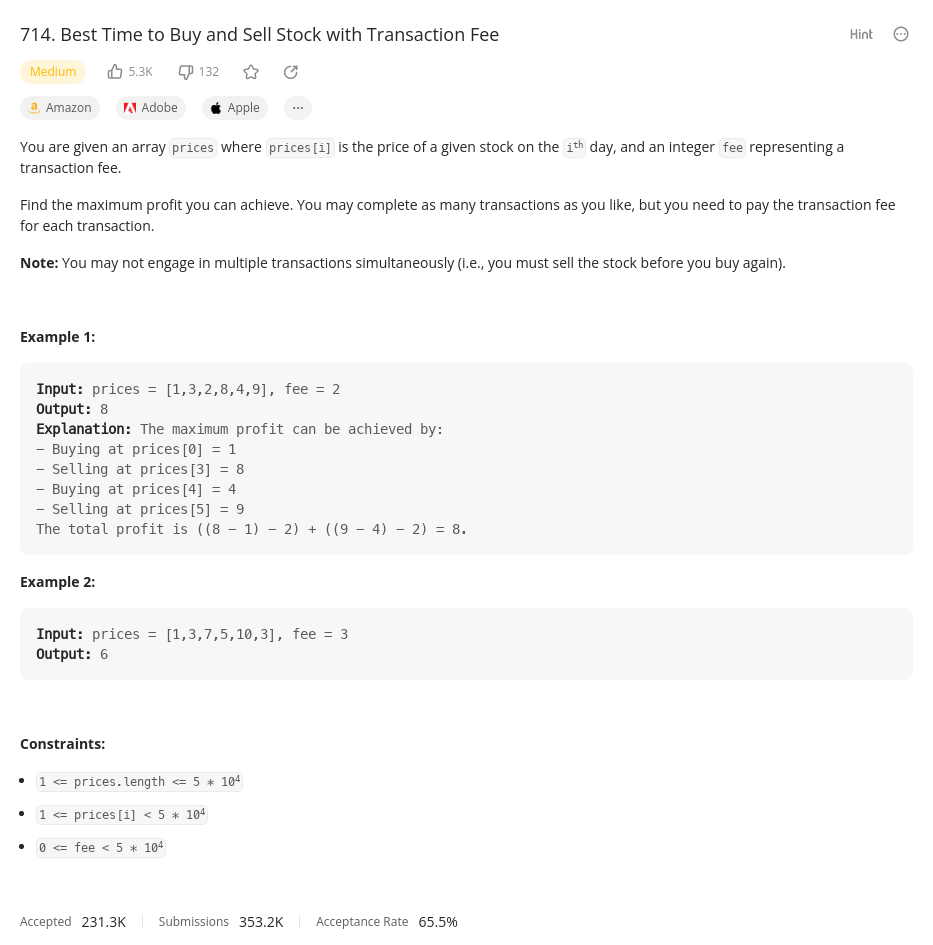 714. Best Time to Buy and Sell Stock with Transaction Fee
Hint
Medium 5.3K 132
Amazon Adobe Apple ...
You are given an array prices where prices[i] is the price of a given stock on the iᵗʰ day, and an integer fee representing a
transaction fee.
Find the maximum profit you can achieve. You may complete as many transactions as you like, but you need to pay the transaction fee
for each transaction.
Note: You may not engage in multiple transactions simultaneously (i.e., you must sell the stock before you buy again).
Example 1:
Input: prices = [1,3,2,8,4,9], fee = 2
Output: 8
Explanation: The maximum profit can be achieved by:
- Buying at prices[0] = 1
- Selling at prices[3] = 8
- Buying at prices[4] = 4
- Selling at prices[5] = 9
The total profit is ((8 - 1) - 2) + ((9 - 4) - 2) = 8.
Example 2:
Input: prices = [1,3,7,5,10,3], fee = 3
Output: 6
Constraints:
• 1 <= prices.length <= 5 * 10⁴
• 1 <= prices[i] < 5 * 10⁴
• 0 <= fee < 5 * 10⁴
Accepted 231.3K Submissions 353.2K Acceptance Rate 65.5%